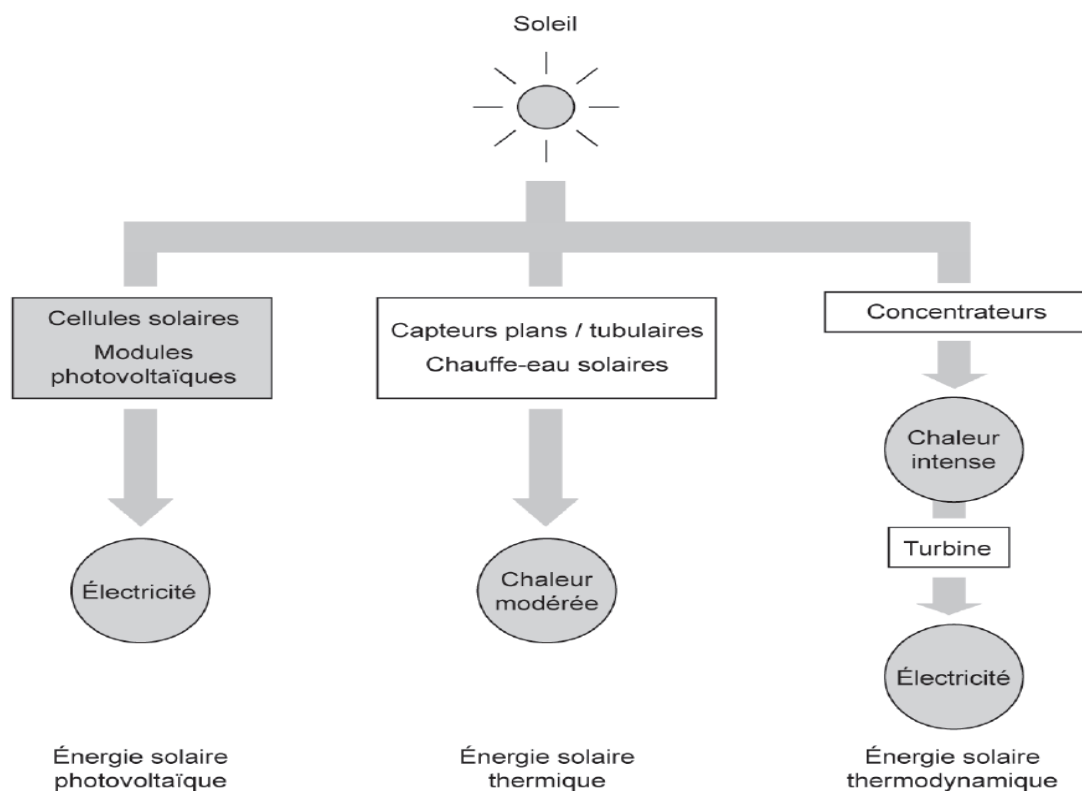 Soleil
Cellules solaires
Modules
photovoltaïques
Électricité
Énergie solaire
photovoltaïque
Capteurs plans / tubulaires
Chauffe-eau solaires
Chaleur
modérée
Énergie solaire
thermique
Concentrateurs
Chaleur
intense
Turbine
Électricité
Énergie solaire
thermodynamique